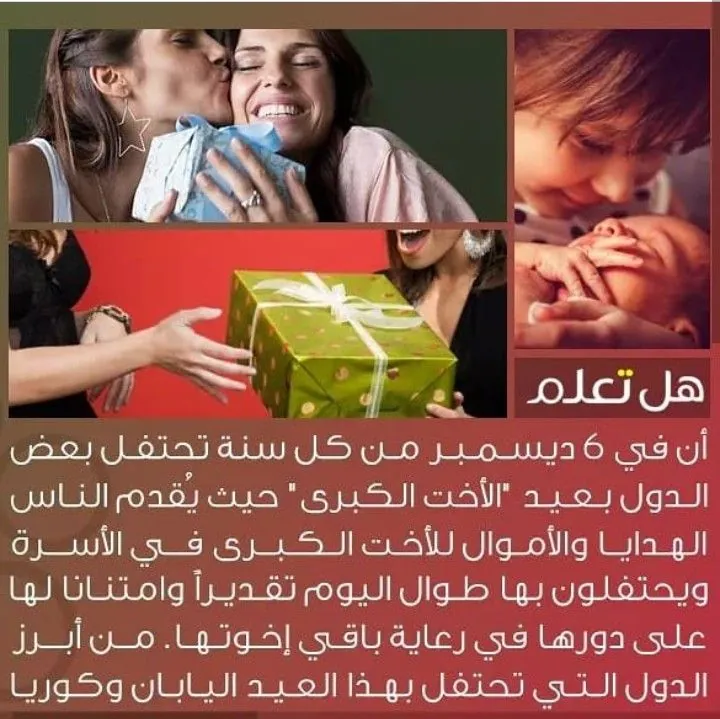 هل تعلم
أن في 6 ديسمبر من كل سنة تحتفل بعض
الدول بعيد "الأخت الكبرى" حيث يُقدم الناس
الهدايا والأموال للأخت الكبرى في الأسرة
ويحتفلون بها طوال اليوم تقديراً وامتنانا لها
على دورها في رعاية باقي إخوتها. من أبرز
الدول التي تحتفل بهذا العيد اليابان وكوريا